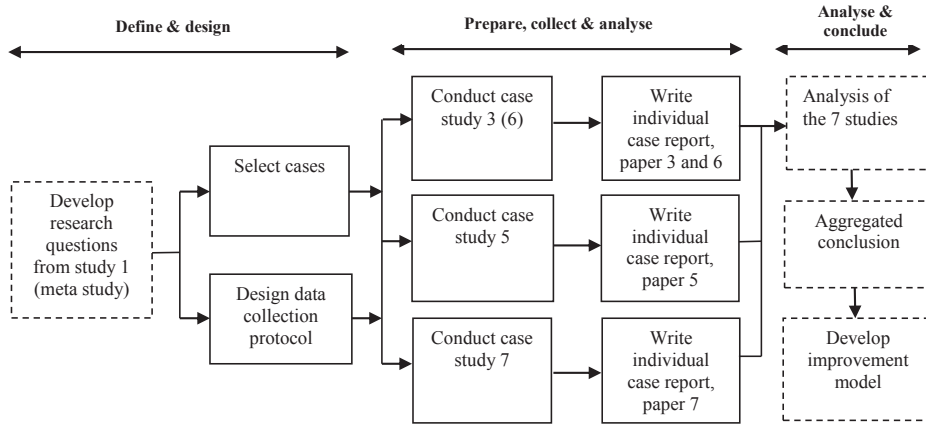 Define & design
Prepare, collect & analyse
Analyse &
conclude
Develop
research
questions
from study 1
(meta study)
Select cases
Design data
collection
protocol
Conduct case
study 3 (6)
Write
individual
case report,
paper 3 and 6
Conduct case
study 5
Write
individual
case report,
paper 5
Conduct case
study 7
Write
individual
case report,
paper 7
Analysis of
the 7 studies
Aggregated
conclusion
Develop
improvement
model